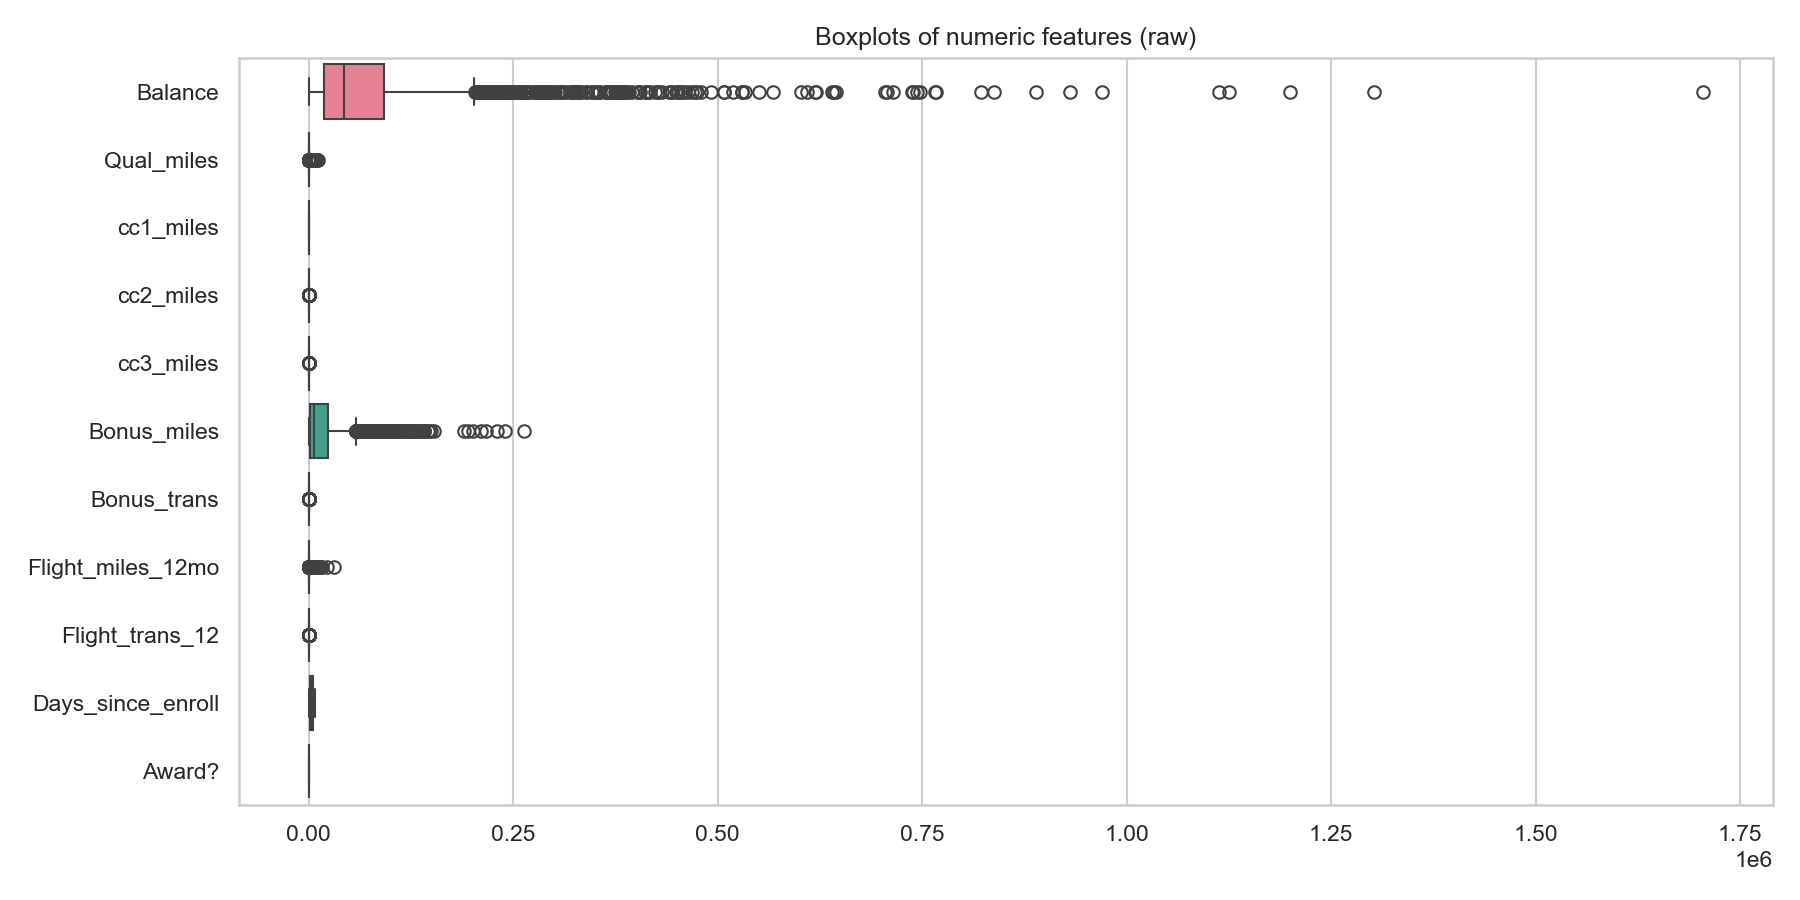 Boxplots of numeric features (raw)
Balance
Qual_miles
cc1_miles
cc2_miles
cc3_miles
Bonus_miles
Bonus_trans
Flight_miles_12mo
Flight_trans_12
Days_since_enroll
Award?
0.00 0.25 0.50 0.75 1.00 1.25 1.50 1.75
1e6